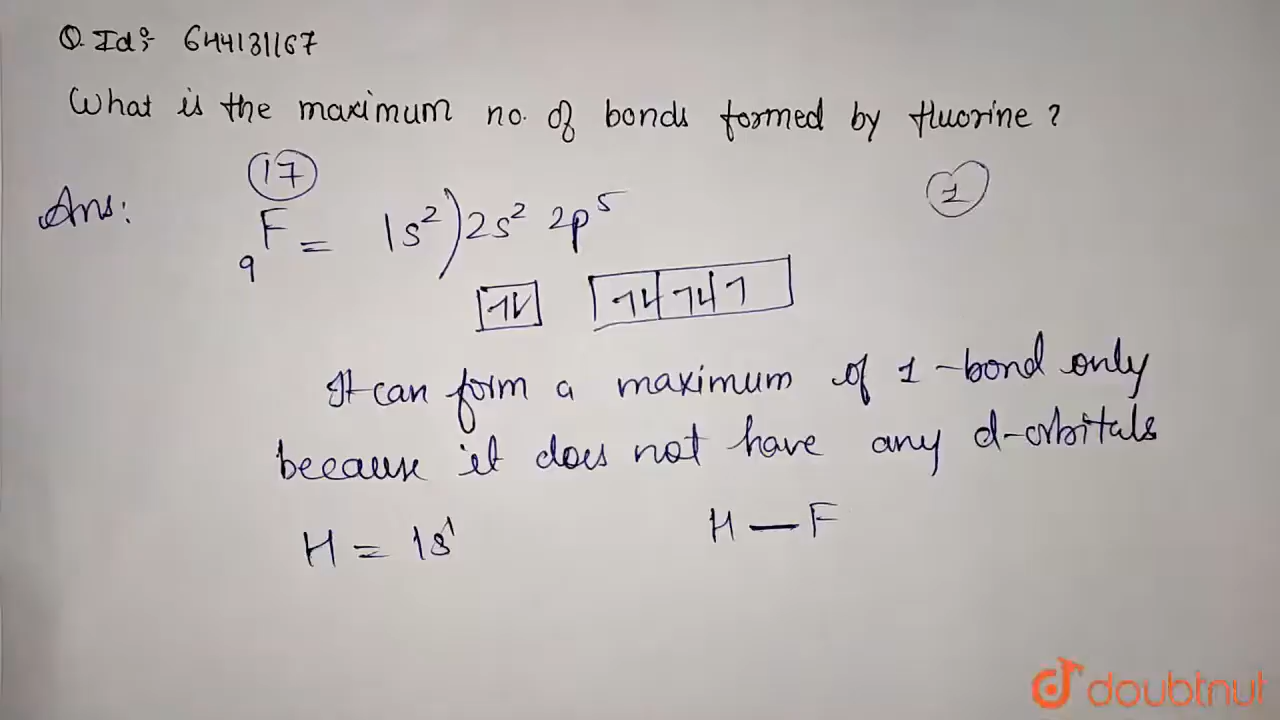 Q. Id:- 644131167
What is the maximum no. of bonds formed by fluorine ?
17
1
Ans:
₉F = 1s²) 2s² 2p⁵
↿⇂ ↿⇂ ↿⇂ ↿
It can form a maximum of 1-bond only
because it does not have any d-orbitals
H = 1s¹ H — F
doubtnut